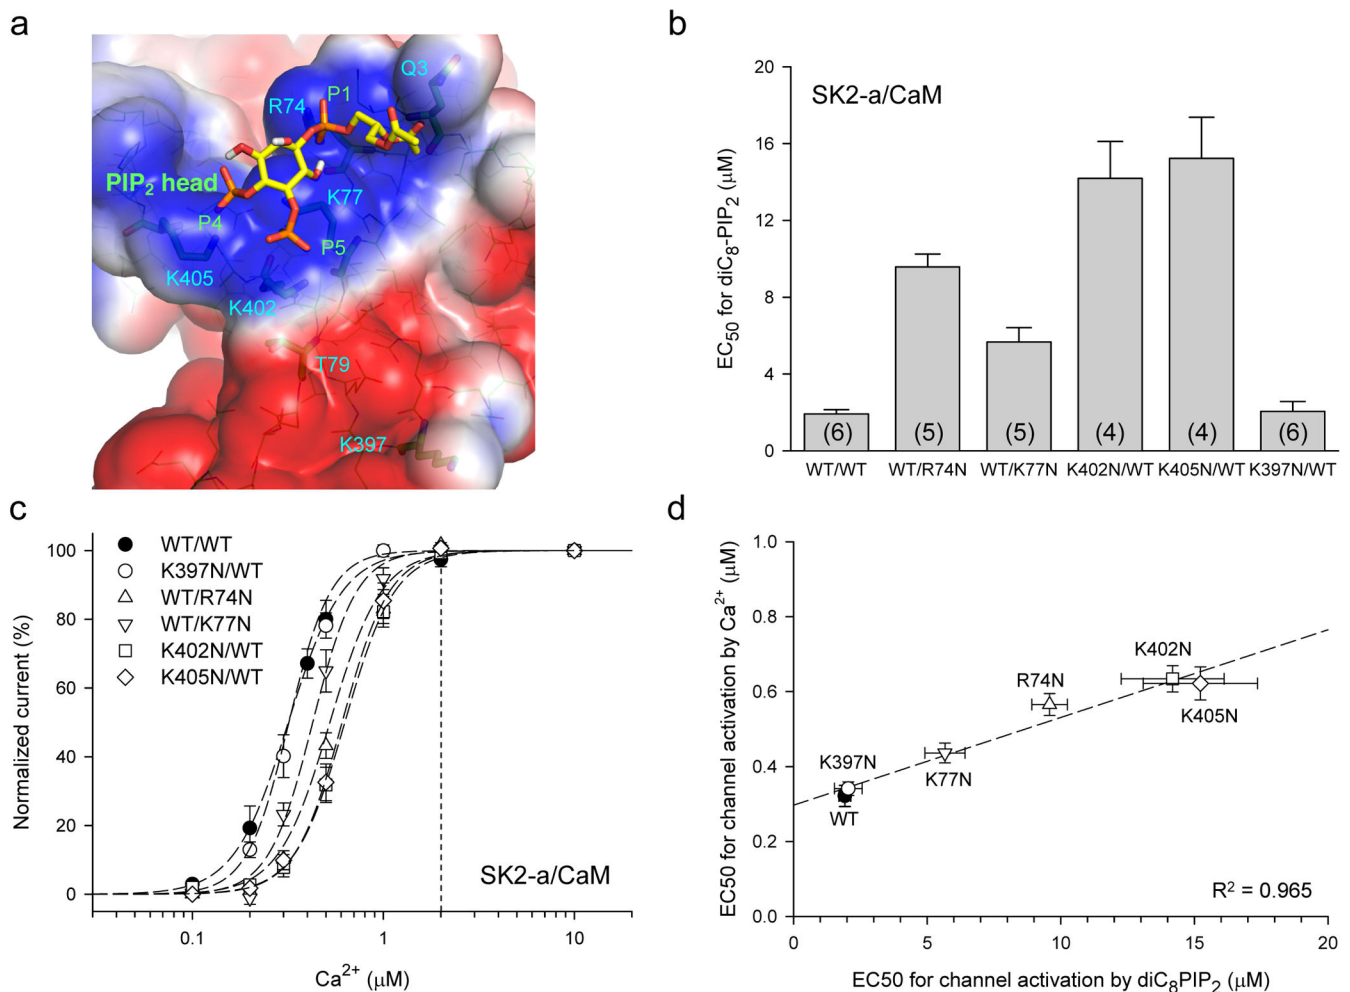 a
Q3
P1
R74
PIP2 head
K77
P4
P5
K405
K402
T79
K397
b
SK2-a/CaM
EC50 for diC8-PIP2 (μM)
20
16
12
8
4
0
(6)
(5)
(5)
(4)
(4)
(6)
WT/WT
WT/R74N
WT/K77N
K402N/WT
K405N/WT
K397N/WT
c
WT/WT
K397N/WT
WT/R74N
WT/K77N
K402N/WT
K405N/WT
Normalized current (%)
100
80
60
40
20
0
SK2-a/CaM
0.1
1
10
Ca2+ (μM)
d
EC50 for channel activation by Ca2+ (μM)
1.0
0.8
0.6
0.4
0.2
0.0
K402N
R74N
K405N
K397N
K77N
WT
R2 = 0.965
0
5
10
15
20
EC50 for channel activation by diC8PIP2 (μM)